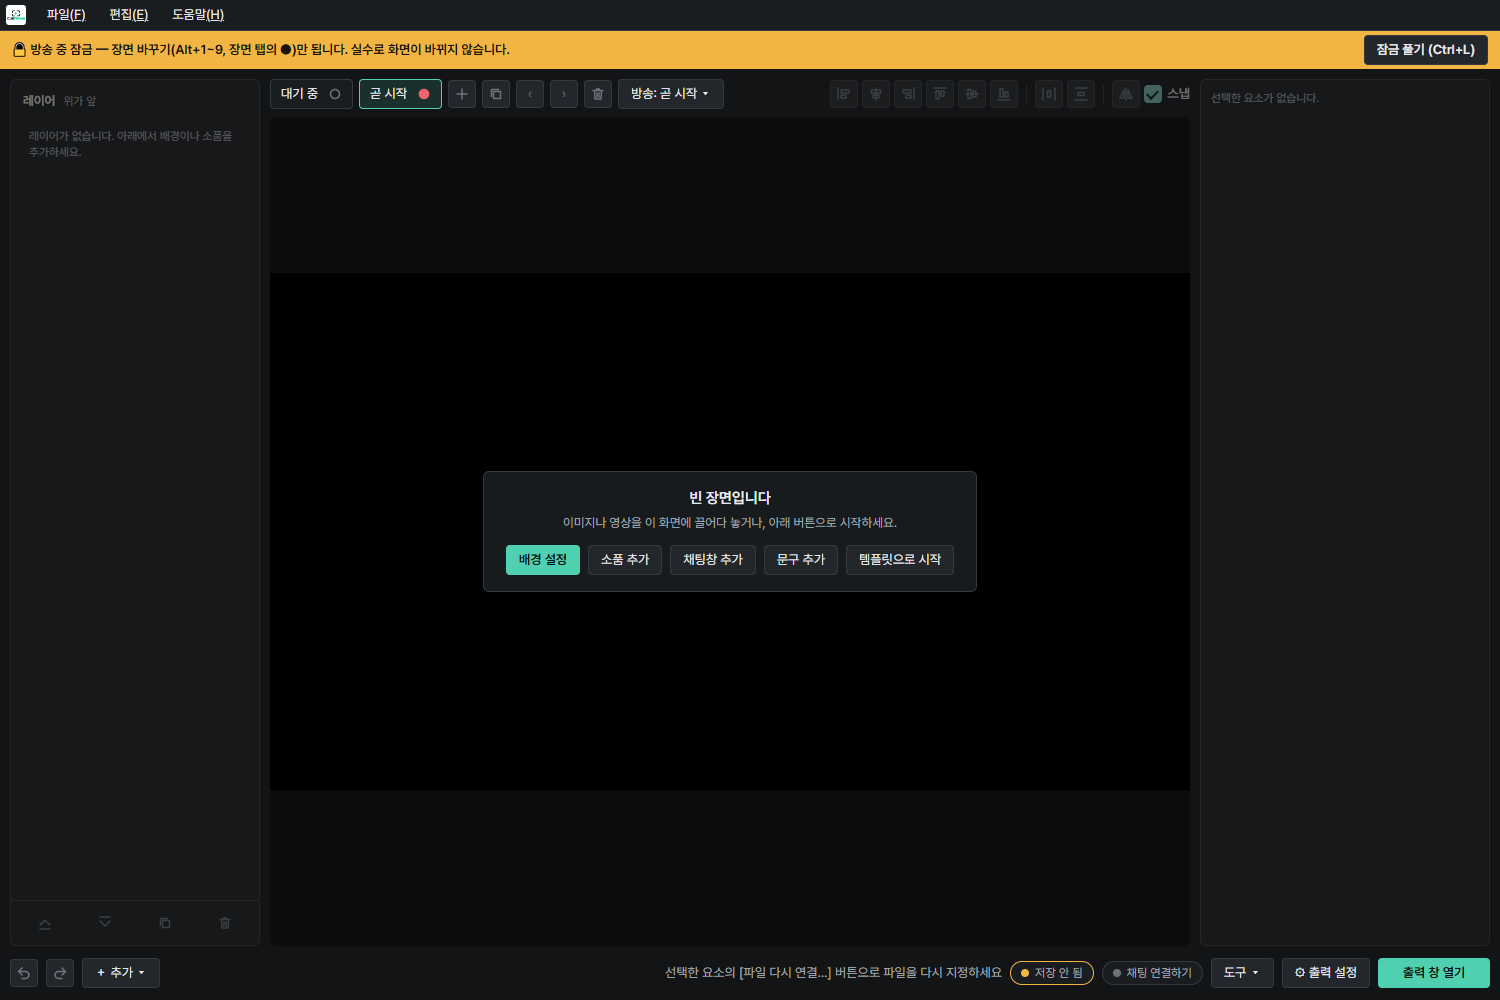 파일(F) 편집(E) 도움말(H)
방송 중 잠금 — 장면 바꾸기(Alt+1~9, 장면 탭의 ●)만 됩니다. 실수로 화면이 바뀌지 않습니다.
잠금 풀기 (Ctrl+L)
레이어 위가 앞
레이어가 없습니다. 아래에서 배경이나 소품을
추가하세요.
대기 중
곧 시작
방송: 곧 시작
스냅
선택한 요소가 없습니다.
빈 장면입니다
이미지나 영상을 이 화면에 끌어다 놓거나, 아래 버튼으로 시작하세요.
배경 설정 소품 추가 채팅창 추가 문구 추가 템플릿으로 시작
+ 추가
선택한 요소의 [파일 다시 연결...] 버튼으로 파일을 다시 지정하세요
저장 안 됨
채팅 연결하기
도구
출력 설정
출력 창 열기